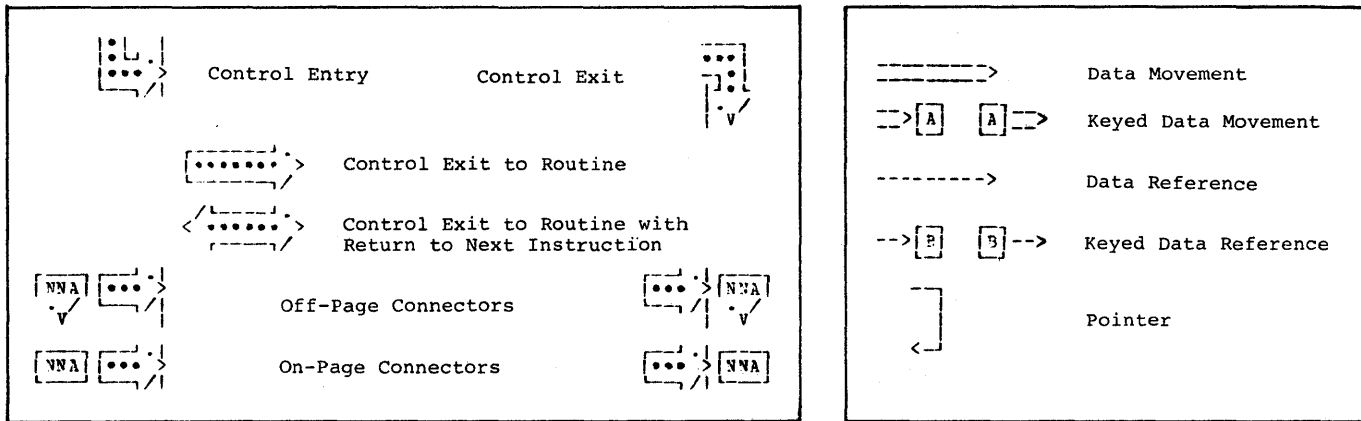 Control Entry
Control Exit
Control Exit to Routine
Control Exit to Routine with
Return to Next Instruction
NNA
Off-Page Connectors
NNA
NNA
On-Page Connectors
NNA
Data Movement
A A Keyed Data Movement
Data Reference
B B Keyed Data Reference
Pointer